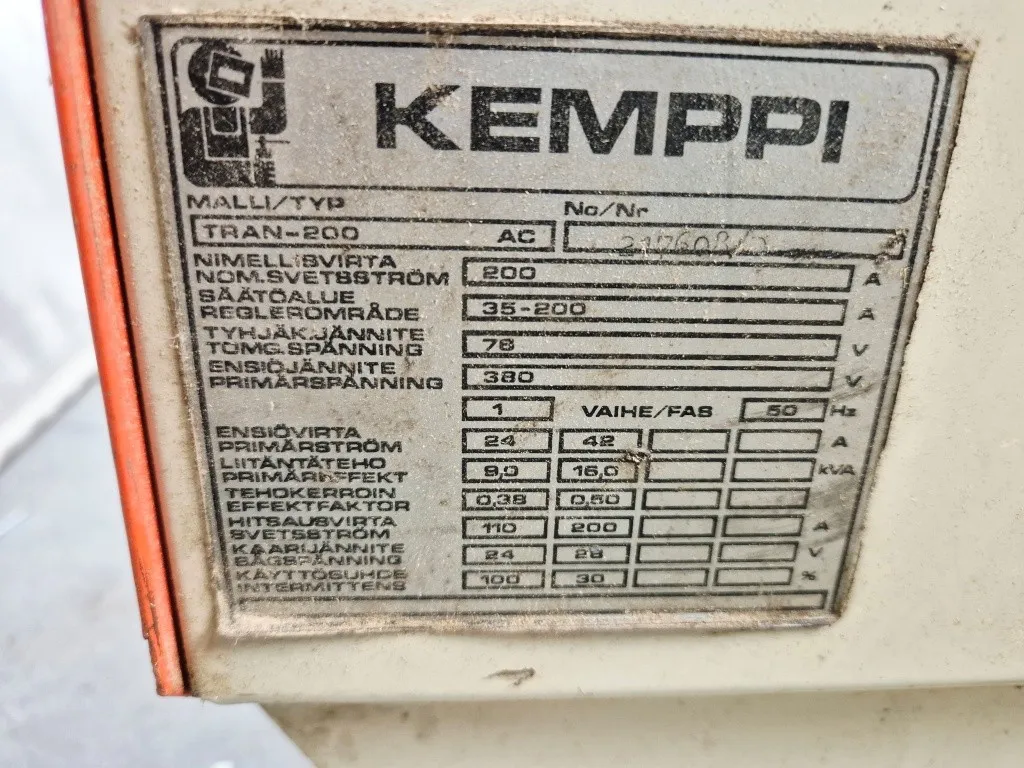 KEMPPI
MALLI/TYP No/Nr
TRAN-200 AC
NIMELLISVIRTA
NOM.SVETSSTRÖM 200 A
SÄÄTÖALUE
REGLEROMRÅDE 35-200 A
TYHJÄKÄJÄNNITE
TOMG.SPÄNNING 78 V
ENSIÖJÄNNITE
PRIMÄRSPÄNNING 380 V
1 VAIHE/FAS 50 Hz
ENSIÖVIRTA
PRIMÄRSTRÖM 24 42 A
LIITÄNTÄTEHO
PRIMÄREFFEKT 9,0 16,0 kVA
TEHOKERROIN
EFFEKTFAKTOR 0,38 0,50
HITSAUSVIRTA
SVETSSTRÖM 110 200 A
KAARIJÄNNITE
BÅGSPÄNNING 24 28 V
KÄYTTÖSUHDE
INTERMITTENS 100 30 %